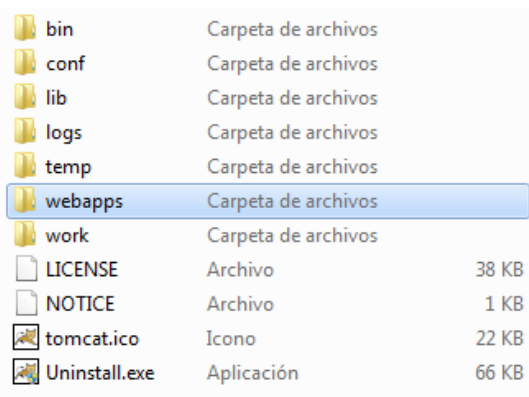 bin Carpeta de archivos
conf Carpeta de archivos
lib Carpeta de archivos
logs Carpeta de archivos
temp Carpeta de archivos
webapps Carpeta de archivos
work Carpeta de archivos
LICENSE Archivo 38 KB
NOTICE Archivo 1 KB
tomcat.ico Icono 22 KB
Uninstall.exe Aplicación 66 KB